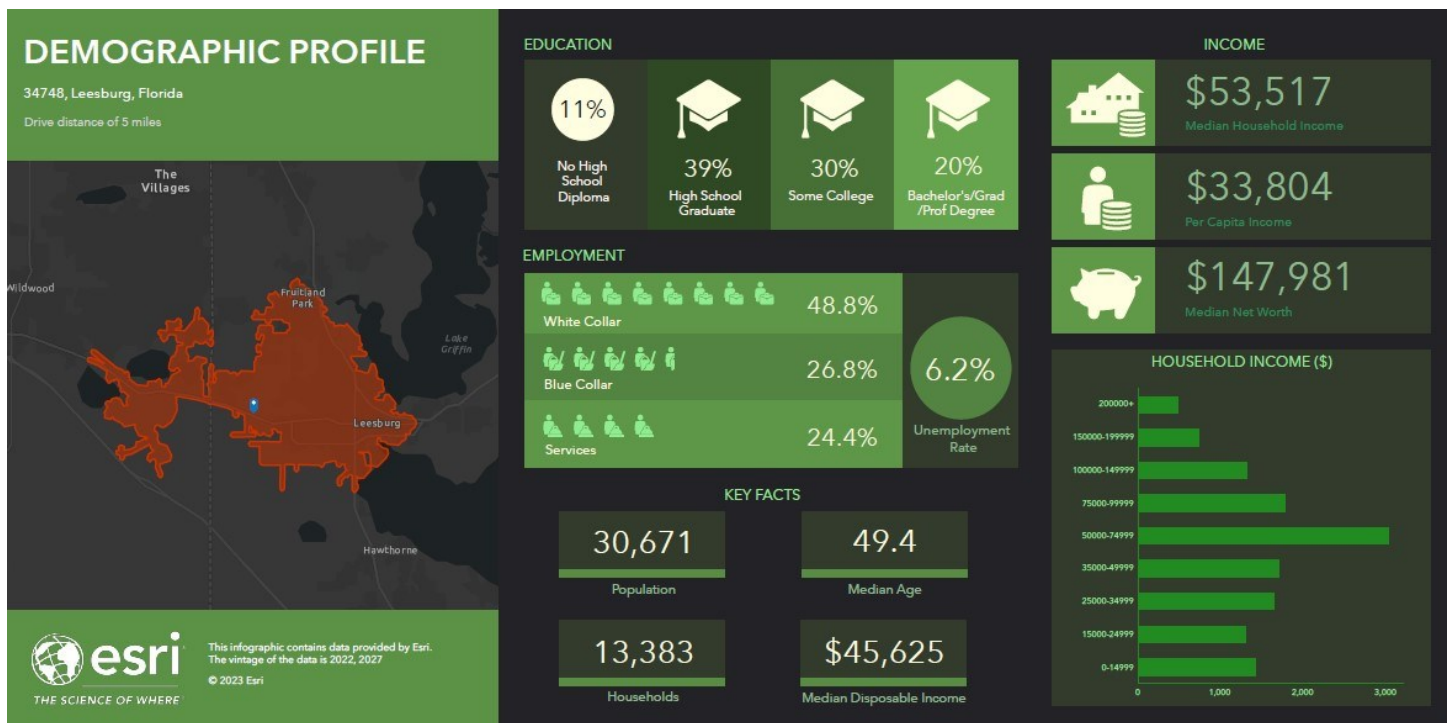 DEMOGRAPHIC PROFILE
34748, Leesburg, Florida
Drive distance of 5 miles
The
Villages
Wildwood
Fruitland
Park
Lake
Griffin
Leesburg
Hawthorne
esri
THE SCIENCE OF WHERE
This infographic contains data provided by Esri.
The vintage of the data is 2022, 2027
© 2023 Esri
EDUCATION
11%
No High
School
Diploma
39%
High School
Graduate
30%
Some College
20%
Bachelor's/Grad
/Prof Degree
EMPLOYMENT
White Collar
48.8%
Blue Collar
26.8%
Services
24.4%
6.2%
Unemployment
Rate
KEY FACTS
30,671
Population
49.4
Median Age
13,383
Households
$45,625
Median Disposable Income
INCOME
$53,517
Median Household Income
$33,804
Per Capita Income
$147,981
Median Net Worth
HOUSEHOLD INCOME ($)
200000+
150000-199999
100000-149999
75000-99999
50000-74999
35000-49999
25000-34999
15000-24999
0-14999
0 1,000 2,000 3,000